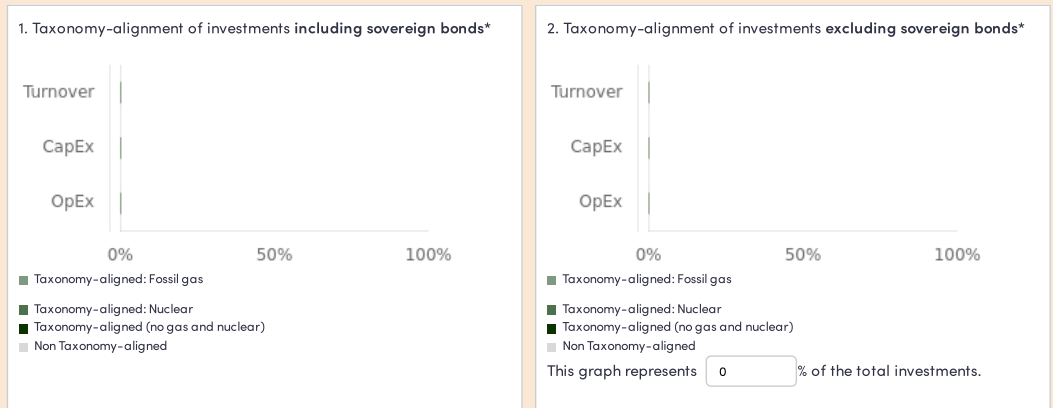 1. Taxonomy-alignment of investments including sovereign bonds*
Turnover
CapEx
OpEx
0% 50% 100%
Taxonomy-aligned: Fossil gas
Taxonomy-aligned: Nuclear
Taxonomy-aligned (no gas and nuclear)
Non Taxonomy-aligned
2. Taxonomy-alignment of investments excluding sovereign bonds*
Turnover
CapEx
OpEx
0% 50% 100%
Taxonomy-aligned: Fossil gas
Taxonomy-aligned: Nuclear
Taxonomy-aligned (no gas and nuclear)
Non Taxonomy-aligned
This graph represents 0 % of the total investments.